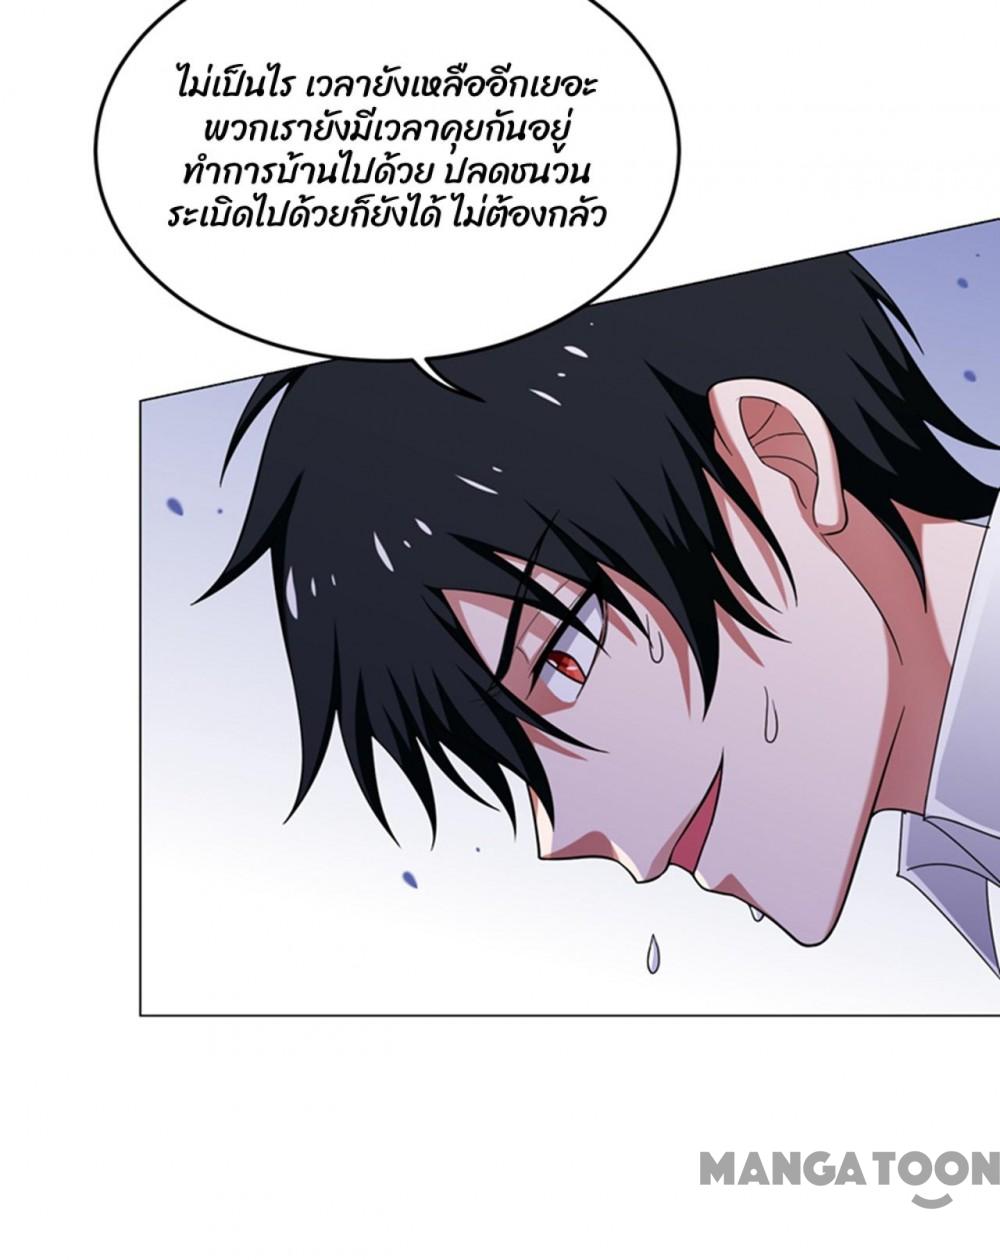 ไม่เป็นไร เวลายังเหลืออีกเยอะ
พวกเรายังมีเวลาคุยกันอยู่
ทำการบ้านไปด้วย ปลดชนวน
ระเบิดไปด้วยก็ยังได้ ไม่ต้องกลัว
MANGATOON